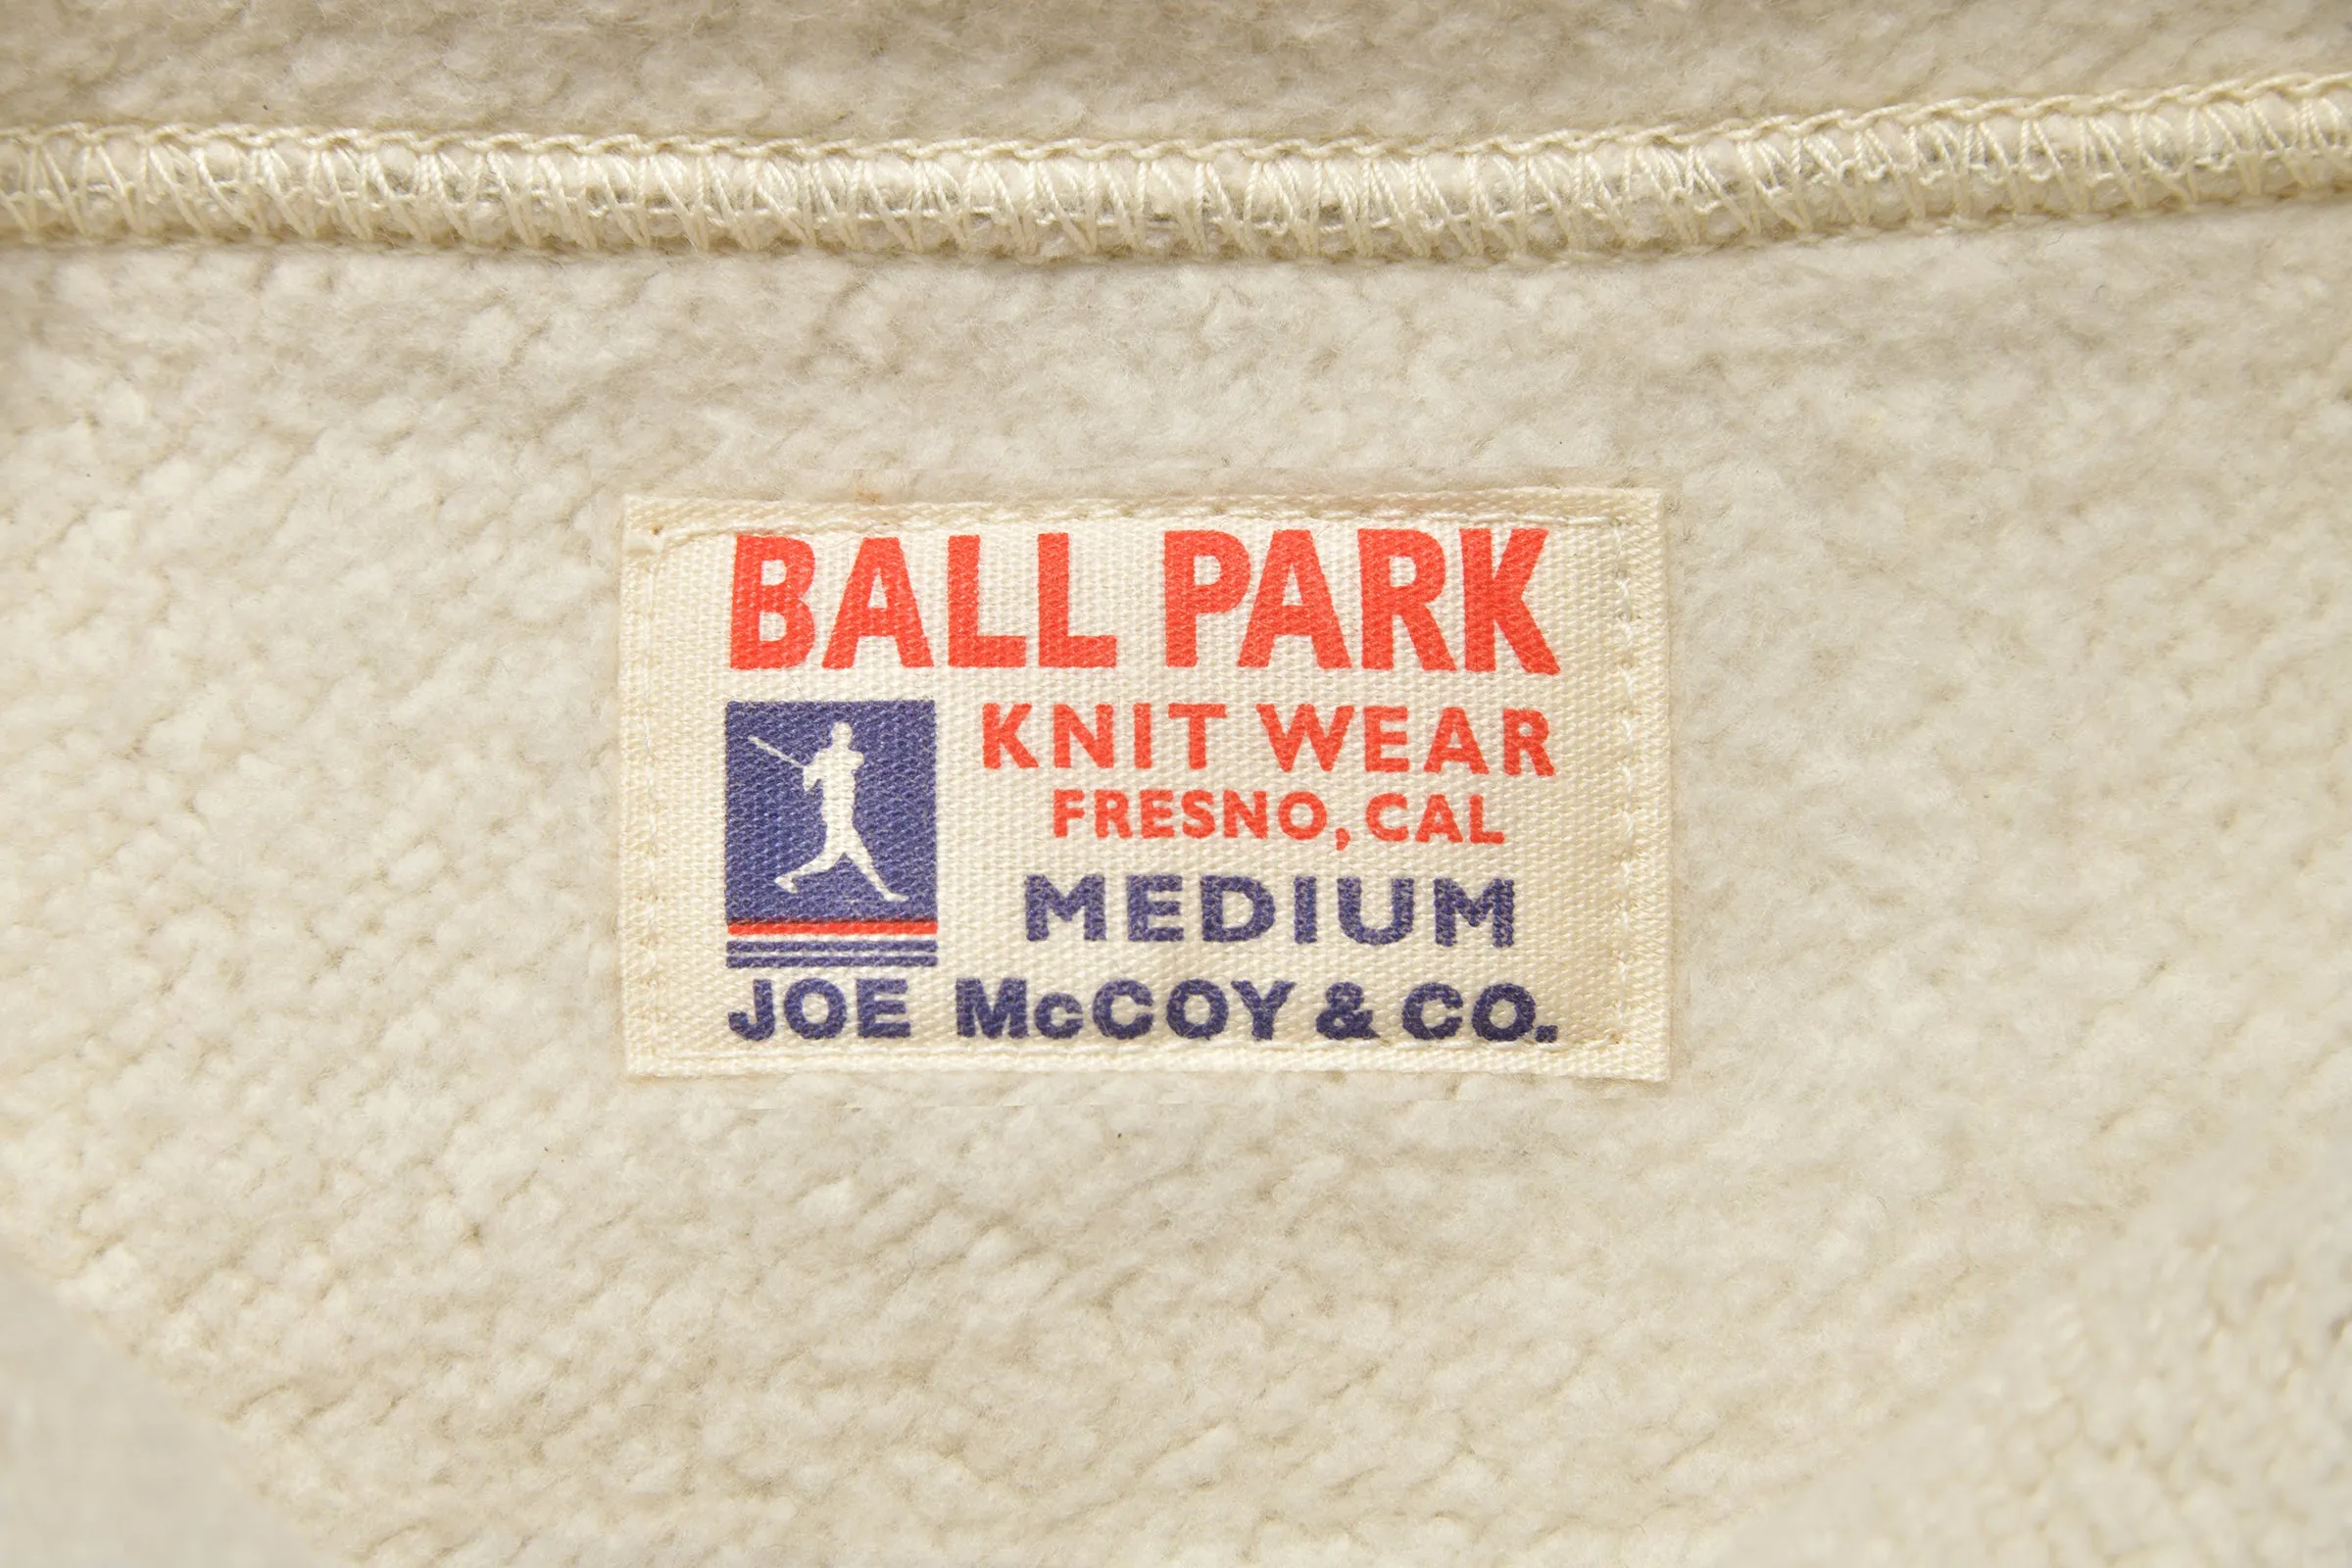 BALL PARK
KNIT WEAR
FRESNO, CAL
MEDIUM
JOE McCOY & CO.